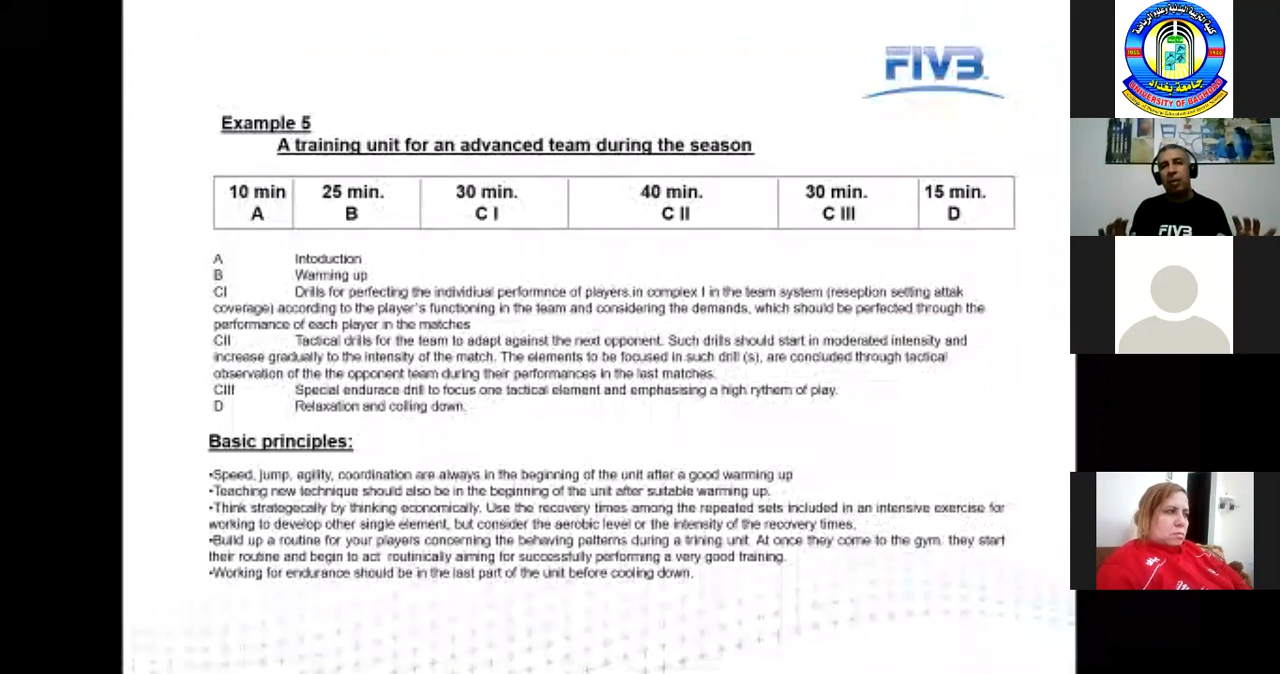 FIVB
Example 5
A training unit for an advanced team during the season
10 min 25 min. 30 min. 40 min. 30 min. 15 min.
A B C I C II C III D
A Intoduction
B Warming up
CI Drills for perfecting the individiual performnce of players in complex I in the team system (reseption setting attak
coverage) according to the player's functioning in the team and considering the demands, which should be perfected through the
performance of each player in the matches
CII Tactical drills for the team to adapt against the next opponent. Such drills should start in moderated intensity and
increase gradually to the intensity of the match. The elements to be focused in such drill (s), are concluded through tactical
observation of the the opponent team during their performances in the last matches.
CIII Special endurace drill to focus one tactical element and emphasising a high rythem of play.
D Relaxation and colling down.
Basic principles:
•Speed, jump, agility, coordination are always in the beginning of the unit after a good warming up
•Teaching new technique should also be in the beginning of the unit after suitable warming up.
•Think strategecally by thinking economically. Use the recovery times among the repeated sets included in an intensive exercise for
working to develop other single element, but consider the aerobic level or the intensity of the recovery times.
•Build up a routine for your players concerning the behaving patterns during a trining unit. At once they come to the gym, they start
their routine and begin to act routinically aiming for successfully performing a very good training.
•Working for endurance should be in the last part of the unit before cooling down.
جامعة بغداد
UNIVERSITY OF BAGHDAD
FIVB